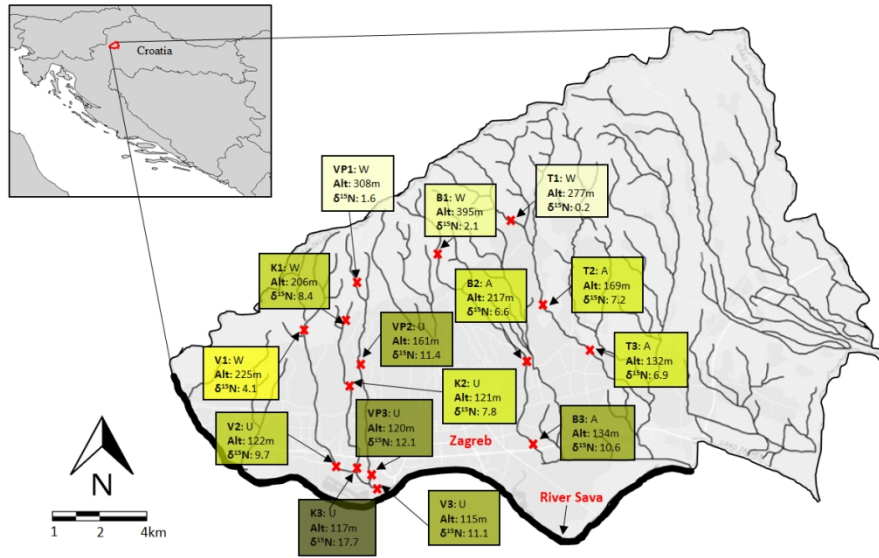 Croatia
VP1: W
Alt: 308m
δ¹⁵N: 1.6
B1: W
Alt: 395m
δ¹⁵N: 2.1
T1: W
Alt: 277m
δ¹⁵N: 0.2
K1: W
Alt: 206m
δ¹⁵N: 8.4
B2: A
Alt: 217m
δ¹⁵N: 6.6
T2: A
Alt: 169m
δ¹⁵N: 7.2
VP2: U
Alt: 161m
δ¹⁵N: 11.4
V1: W
Alt: 225m
δ¹⁵N: 4.1
T3: A
Alt: 132m
δ¹⁵N: 6.9
K2: U
Alt: 121m
δ¹⁵N: 7.8
VP3: U
Alt: 120m
δ¹⁵N: 12.1
V2: U
Alt: 122m
δ¹⁵N: 9.7
B3: A
Alt: 134m
δ¹⁵N: 10.6
Zagreb
K3: U
Alt: 117m
δ¹⁵N: 17.7
V3: U
Alt: 115m
δ¹⁵N: 11.1
River Sava
N
1 2 4km